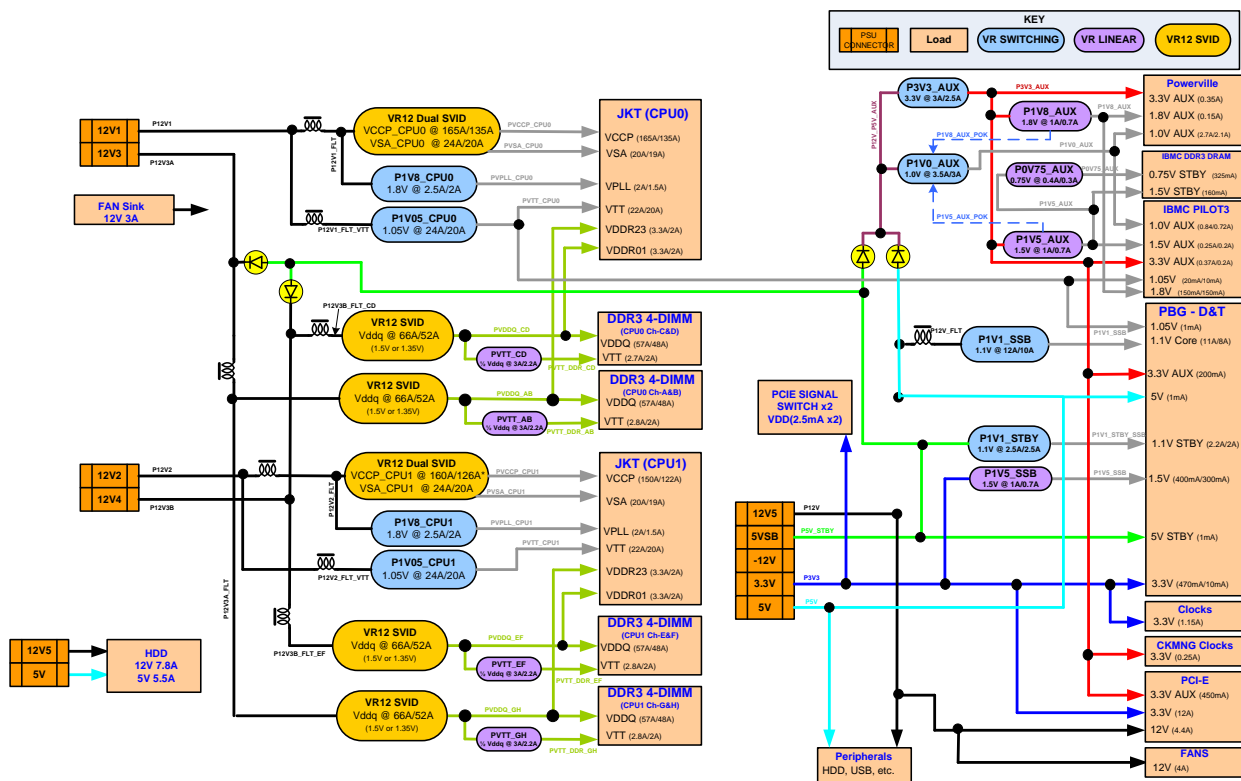 KEY
PSU
CONNECTOR
Load
VR SWITCHING
VR LINEAR
VR12 SVID
12V1
12V3
P12V1
P12V3A
FAN Sink
12V 3A
P12V1_FLT
P12V1_FLT_VTT
VR12 Dual SVID
VCCP_CPU0 @ 165A/135A
VSA_CPU0 @ 24A/20A
P1V8_CPU0
1.8V @ 2.5A/2A
P1V05_CPU0
1.05V @ 24A/20A
PVCCP_CPU0
PVSA_CPU0
PVPLL_CPU0
PVTT_CPU0
JKT (CPU0)
VCCP (165A/135A)
VSA (20A/19A)
VPLL (2A/1.5A)
VTT (22A/20A)
VDDR23 (3.3A/2A)
VDDR01 (3.3A/2A)
P12V3B_FLT_CD
VR12 SVID
Vddq @ 66A/52A
(1.5V or 1.35V)
PVDDQ_CD
PVTT_CD
½ Vddq @ 3A/2.2A
PVTT_DDR_CD
DDR3 4-DIMM
(CPU0 Ch-C&D)
VDDQ (57A/48A)
VTT (2.7A/2A)
VR12 SVID
Vddq @ 66A/52A
(1.5V or 1.35V)
PVDDQ_AB
PVTT_AB
½ Vddq @ 3A/2.2A
PVTT_DDR_AB
DDR3 4-DIMM
(CPU0 Ch-A&B)
VDDQ (57A/48A)
VTT (2.8A/2A)
12V2
12V4
P12V2
P12V3B
P12V2_FLT
P12V2_FLT_VTT
VR12 Dual SVID
VCCP_CPU1 @ 160A/126A*
VSA_CPU1 @ 24A/20A
P1V8_CPU1
1.8V @ 2.5A/2A
P1V05_CPU1
1.05V @ 24A/20A
PVCCP_CPU1
PVSA_CPU1
PVPLL_CPU1
PVTT_CPU1
JKT (CPU1)
VCCP (150A/122A)
VSA (20A/19A)
VPLL (2A/1.5A)
VTT (22A/20A)
VDDR23 (3.3A/2A)
VDDR01 (3.3A/2A)
P12V3A_FLT
P12V3B_FLT_EF
VR12 SVID
Vddq @ 66A/52A
(1.5V or 1.35V)
PVDDQ_EF
PVTT_EF
½ Vddq @ 3A/2.2A
PVTT_DDR_EF
DDR3 4-DIMM
(CPU1 Ch-E&F)
VDDQ (57A/48A)
VTT (2.8A/2A)
VR12 SVID
Vddq @ 66A/52A
(1.5V or 1.35V)
PVDDQ_GH
PVTT_GH
½ Vddq @ 3A/2.2A
PVTT_DDR_GH
DDR3 4-DIMM
(CPU1 Ch-G&H)
VDDQ (57A/48A)
VTT (2.8A/2A)
12V5
5V
HDD
12V 7.8A
5V 5.5A
P12V_P5V_AUX
P3V3_AUX
3.3V @ 3A/2.5A
P3V3_AUX
P1V8_AUX
1.8V @ 1A/0.7A
P1V8_AUX
P1V8_AUX_POK
P1V0_AUX
1.0V @ 3.5A/3A
P1V0_AUX
P0V75_AUX
0.75V @ 0.4A/0.3A
P0V75_AUX
P1V5_AUX
P1V5_AUX_POK
P1V5_AUX
1.5V @ 1A/0.7A
Powerville
3.3V AUX (0.35A)
1.8V AUX (0.15A)
1.0V AUX (2.7A/2.1A)
IBMC DDR3 DRAM
0.75V STBY (325mA)
1.5V STBY (160mA)
IBMC PILOT3
1.0V AUX (0.84/0.72A)
1.5V AUX (0.25A/0.2A)
3.3V AUX (0.37A/0.2A)
1.05V (20mA/10mA)
1.8V (150mA/150mA)
P12V_FLT
P1V1_SSB
1.1V @ 12A/10A
P1V1_SSB
P1V1_STBY
1.1V @ 2.5A/2.5A
P1V1_STBY_SSB
P1V5_SSB
1.5V @ 1A/0.7A
P1V5_SSB
PBG - D&T
1.05V (1mA)
1.1V Core (11A/8A)
3.3V AUX (200mA)
5V (1mA)
1.1V STBY (2.2A/2A)
1.5V (400mA/300mA)
5V STBY (1mA)
3.3V (470mA/10mA)
PCIE SIGNAL
SWITCH x2
VDD(2.5mA x2)
12V5
5VSB
-12V
3.3V
5V
P12V
P5V_STBY
P3V3
P5V
Clocks
3.3V (1.15A)
CKMNG Clocks
3.3V (0.25A)
PCI-E
3.3V AUX (450mA)
3.3V (12A)
12V (4.4A)
FANS
12V (4A)
Peripherals
HDD, USB, etc.